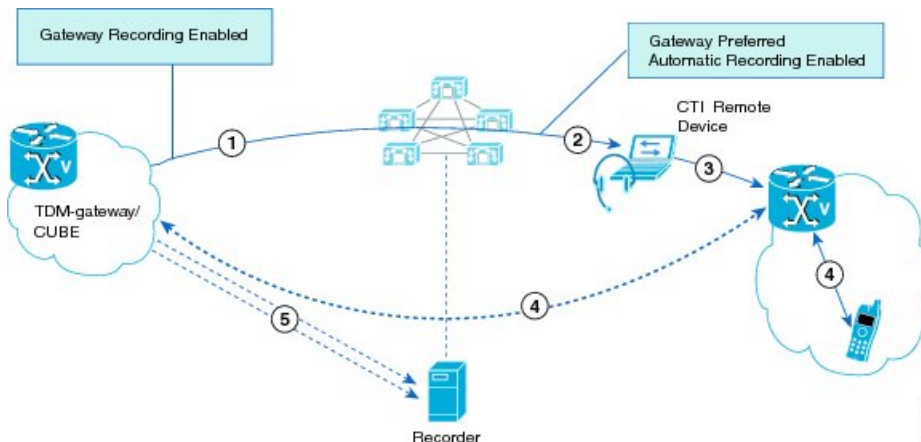 Gateway Recording Enabled
Gateway Preferred
Automatic Recording Enabled
CTI Remote
Device
1
2
3
V
V
TDM-gateway/
CUBE
4
4
5
Recorder